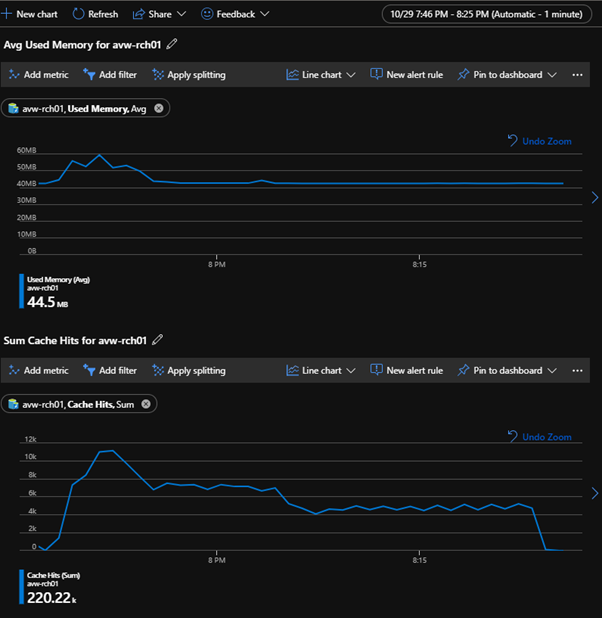 New chart Refresh Share Feedback 10/29 7:46 PM - 8:25 PM (Automatic - 1 minute)
Avg Used Memory for avw-rch01
Add metric Add filter Apply splitting Line chart New alert rule Pin to dashboard ...
avw-rch01, Used Memory, Avg
Undo Zoom
60MB
50MB
40MB
30MB
20MB
10MB
0B
8 PM 8:15
Used Memory (Avg)
avw-rch01
44.5 MB
Sum Cache Hits for avw-rch01
Add metric Add filter Apply splitting Line chart New alert rule Pin to dashboard ...
avw-rch01, Cache Hits, Sum
Undo Zoom
12k
10k
8k
6k
4k
2k
0
8 PM 8:15
Cache Hits (Sum)
avw-rch01
220.22 k